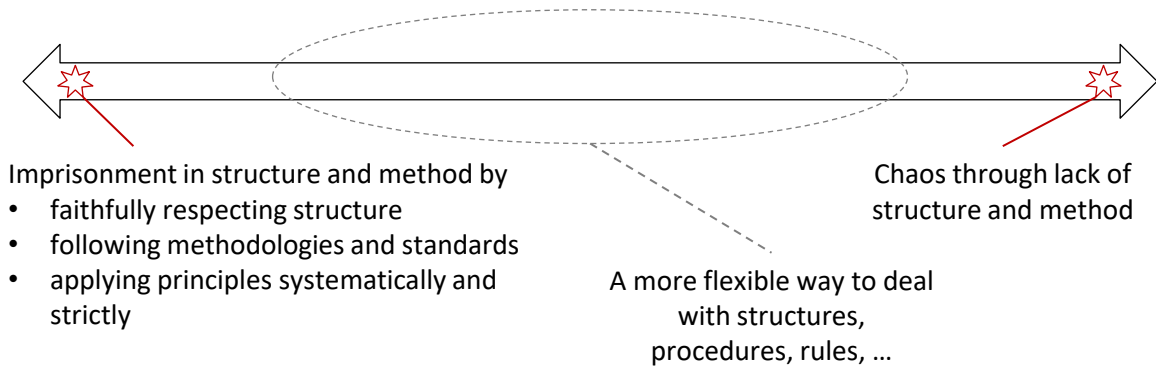 Imprisonment in structure and method by
• faithfully respecting structure
• following methodologies and standards
• applying principles systematically and
strictly
Chaos through lack of
structure and method
A more flexible way to deal
with structures,
procedures, rules, …